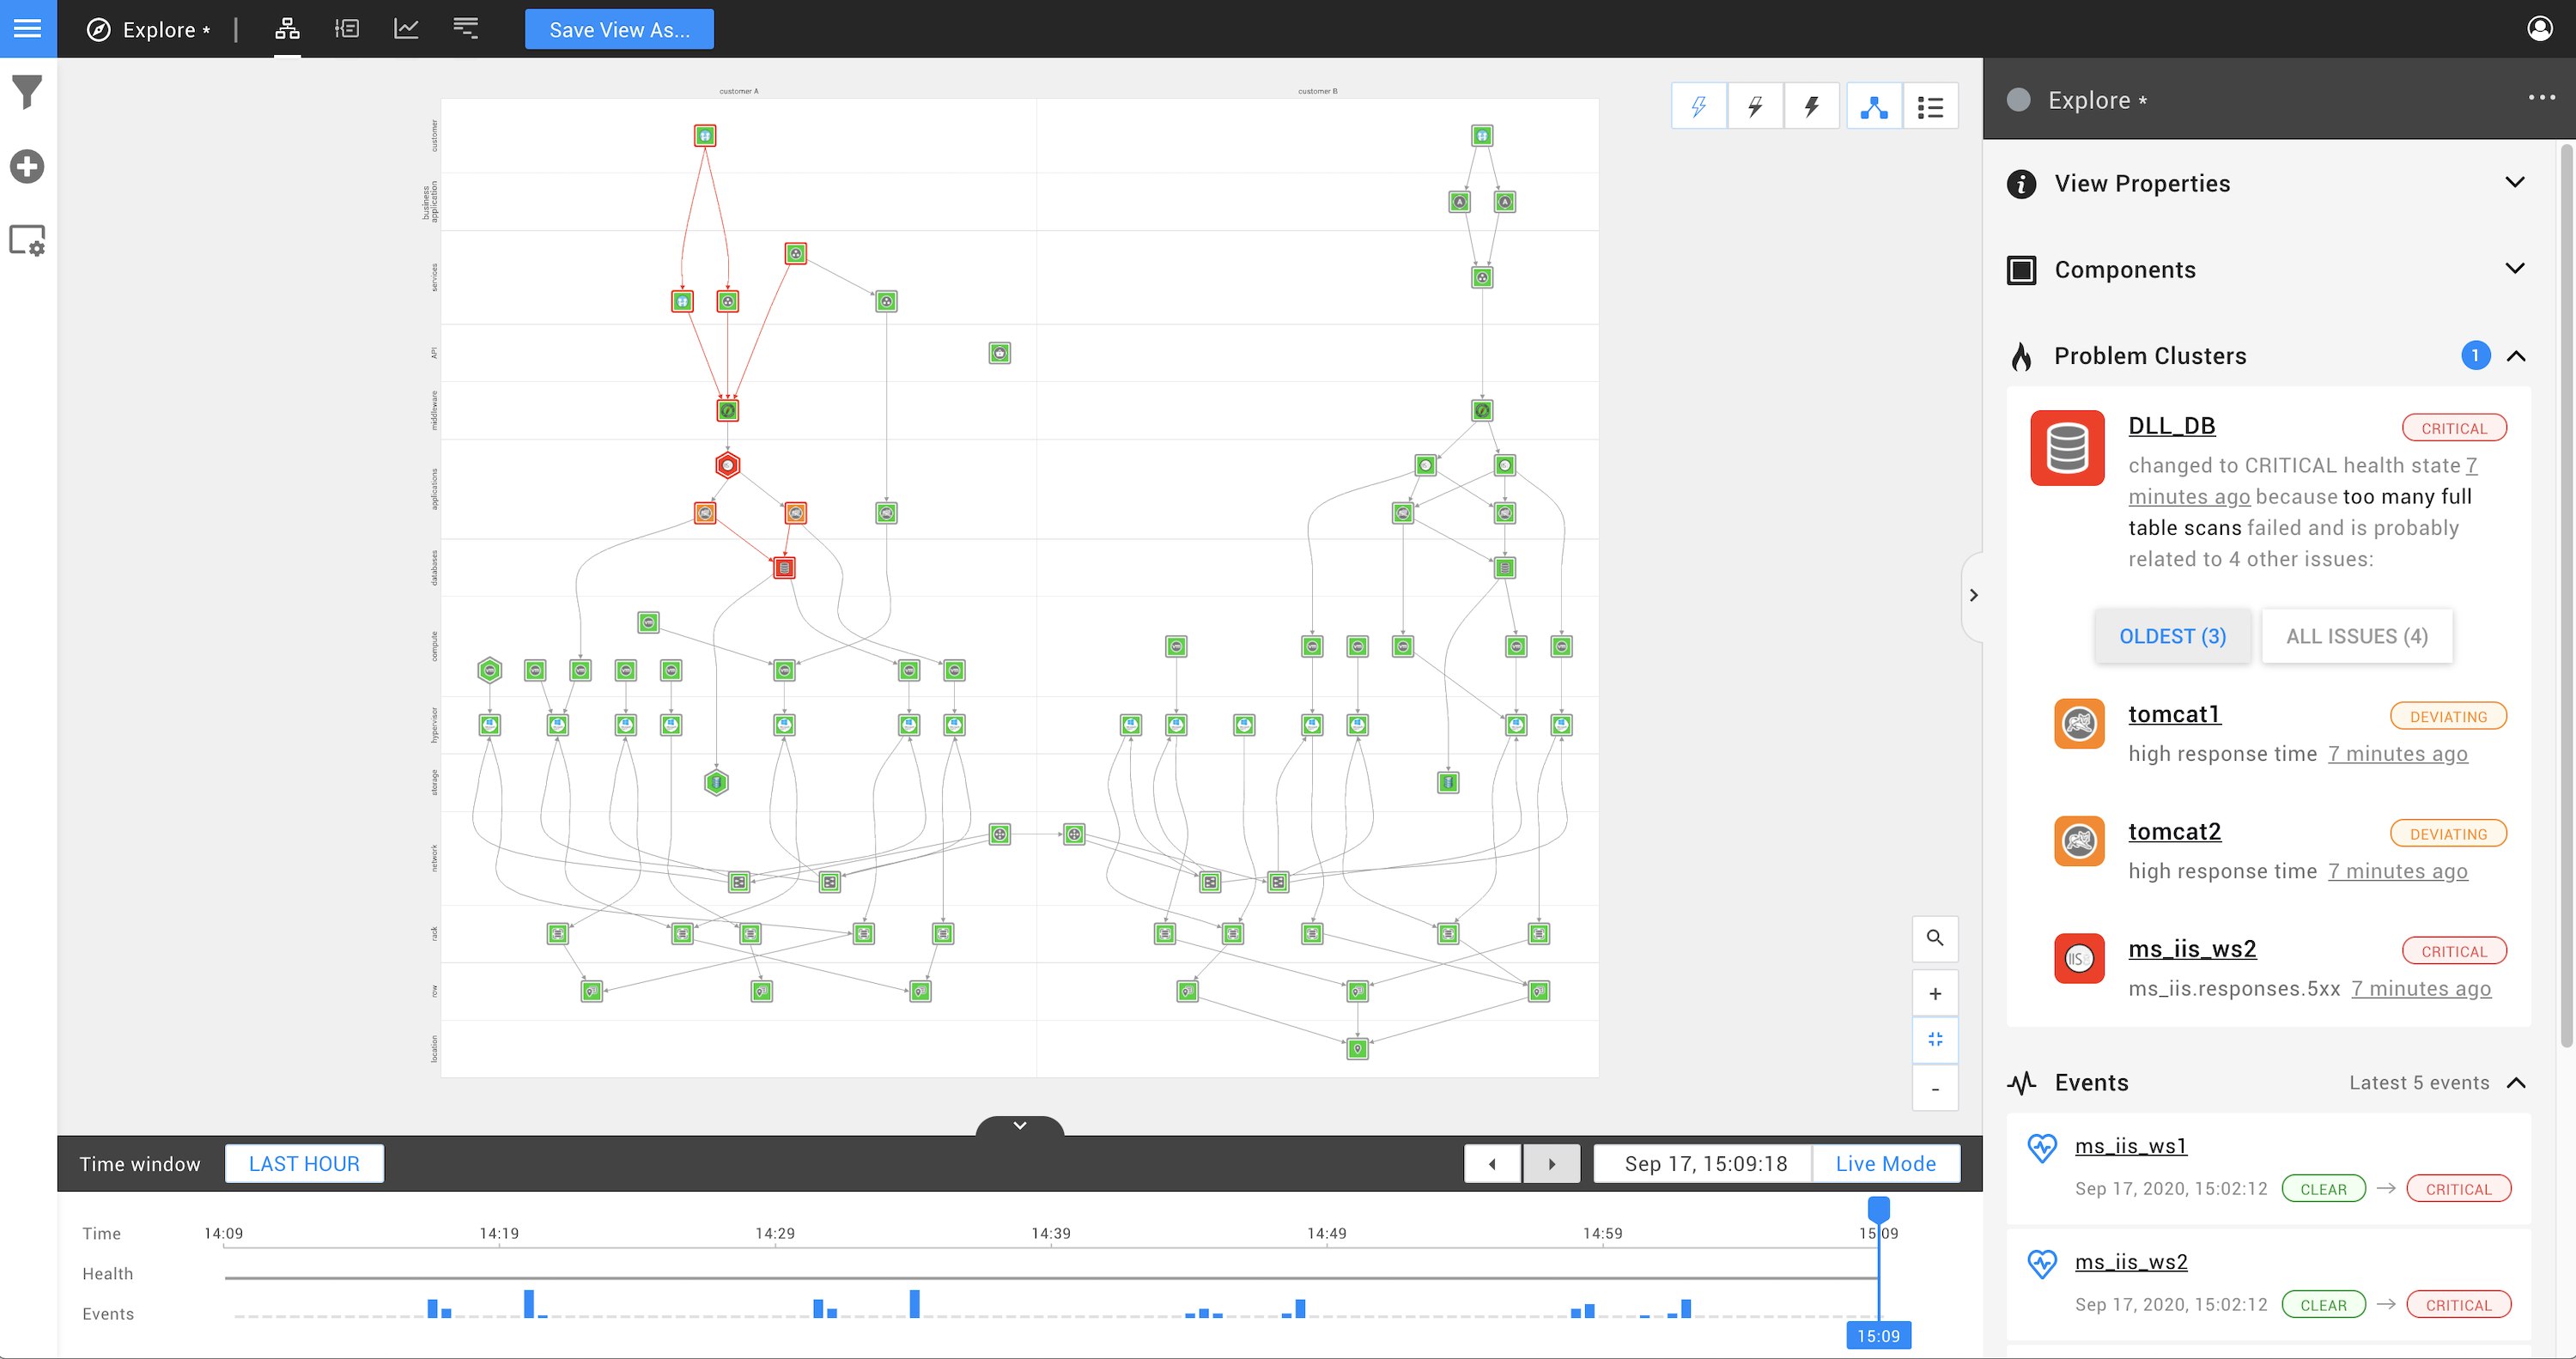 Explore *
Save View As...
customer A
customer B
customer
business application
services
API
middleware
applications
databases
compute
hypervisor
storage
network
rack
row
location
+
-
Time window
LAST HOUR
Sep 17, 15:09:18
Live Mode
Time
14:09
14:19
14:29
14:39
14:49
14:59
15:09
Health
Events
15:09
Explore *
View Properties
Components
Problem Clusters
1
DLL_DB
CRITICAL
changed to CRITICAL health state 7
minutes ago because too many full
table scans failed and is probably
related to 4 other issues:
OLDEST (3)
ALL ISSUES (4)
tomcat1
DEVIATING
high response time 7 minutes ago
tomcat2
DEVIATING
high response time 7 minutes ago
IIS
ms_iis_ws2
CRITICAL
ms_iis.responses.5xx 7 minutes ago
Events
Latest 5 events
ms_iis_ws1
Sep 17, 2020, 15:02:12 CLEAR → CRITICAL
ms_iis_ws2
Sep 17, 2020, 15:02:12 CLEAR → CRITICAL